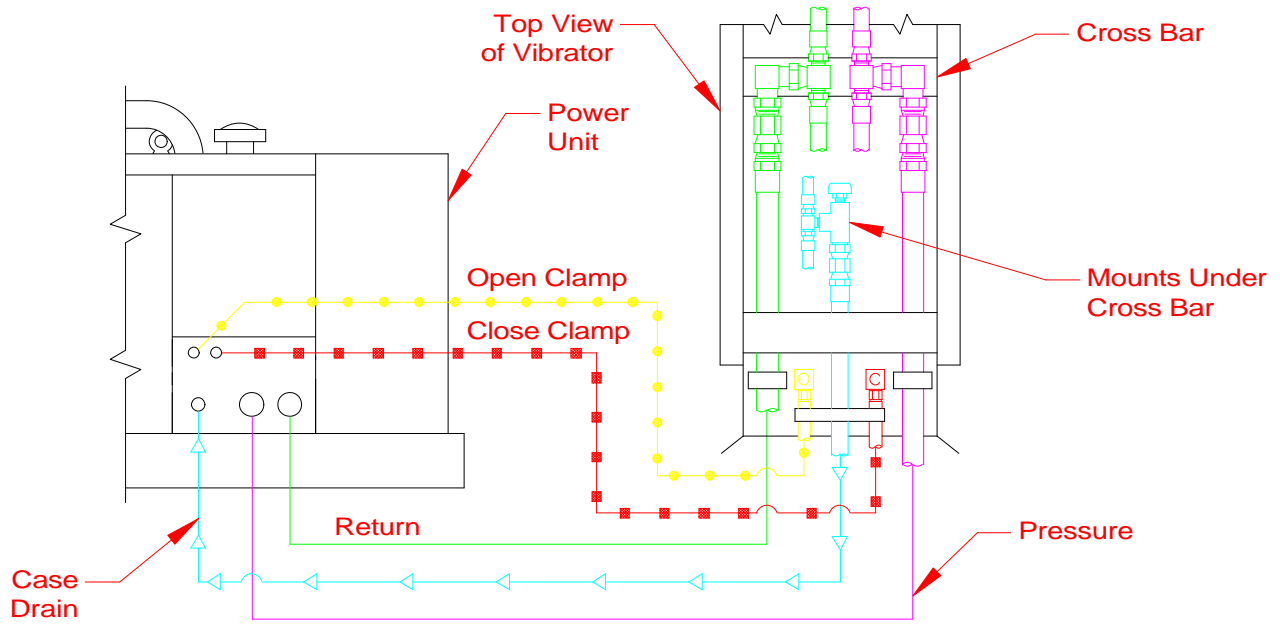 Top View
of Vibrator
Cross Bar
Power
Unit
Open Clamp
Mounts Under
Cross Bar
Close Clamp
O
C
Return
Pressure
Case
Drain